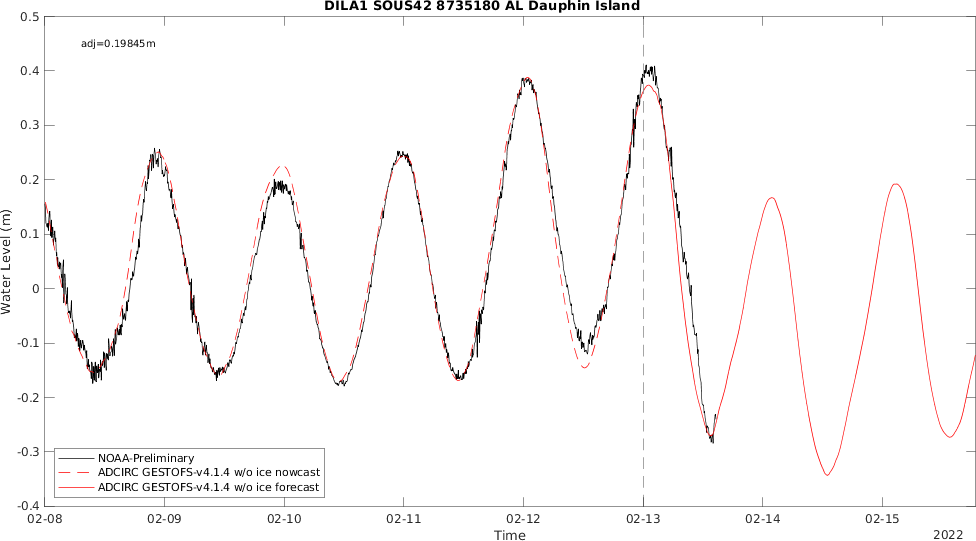 DILA1 SOUS42 8735180 AL Dauphin Island
adj=0.19845m
0.5
0.4
0.3
0.2
0.1
0
-0.1
-0.2
-0.3
-0.4
Water Level (m)
NOAA-Preliminary
ADCIRC GESTOFS-v4.1.4 w/o ice nowcast
ADCIRC GESTOFS-v4.1.4 w/o ice forecast
02-08 02-09 02-10 02-11 02-12 02-13 02-14 02-15
Time
2022